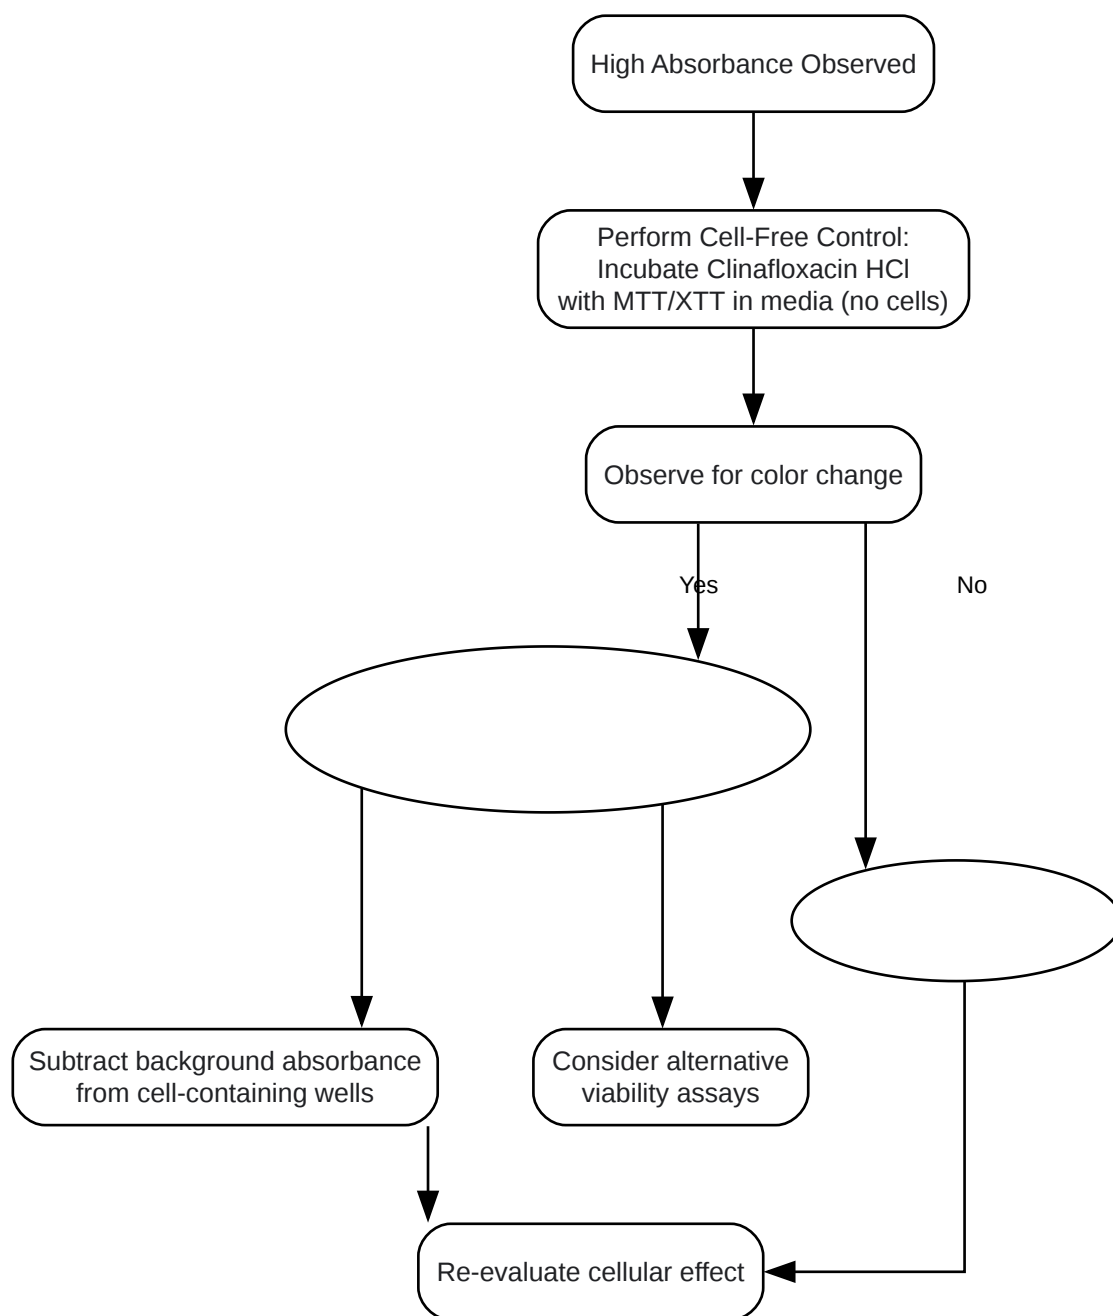 High Absorbance Observed
Perform Cell-Free Control:
Incubate Clinafloxacin HCl
with MTT/XTT in media (no cells)
Observe for color change
Yes
No
Subtract background absorbance
from cell-containing wells
Consider alternative
viability assays
Re-evaluate cellular effect